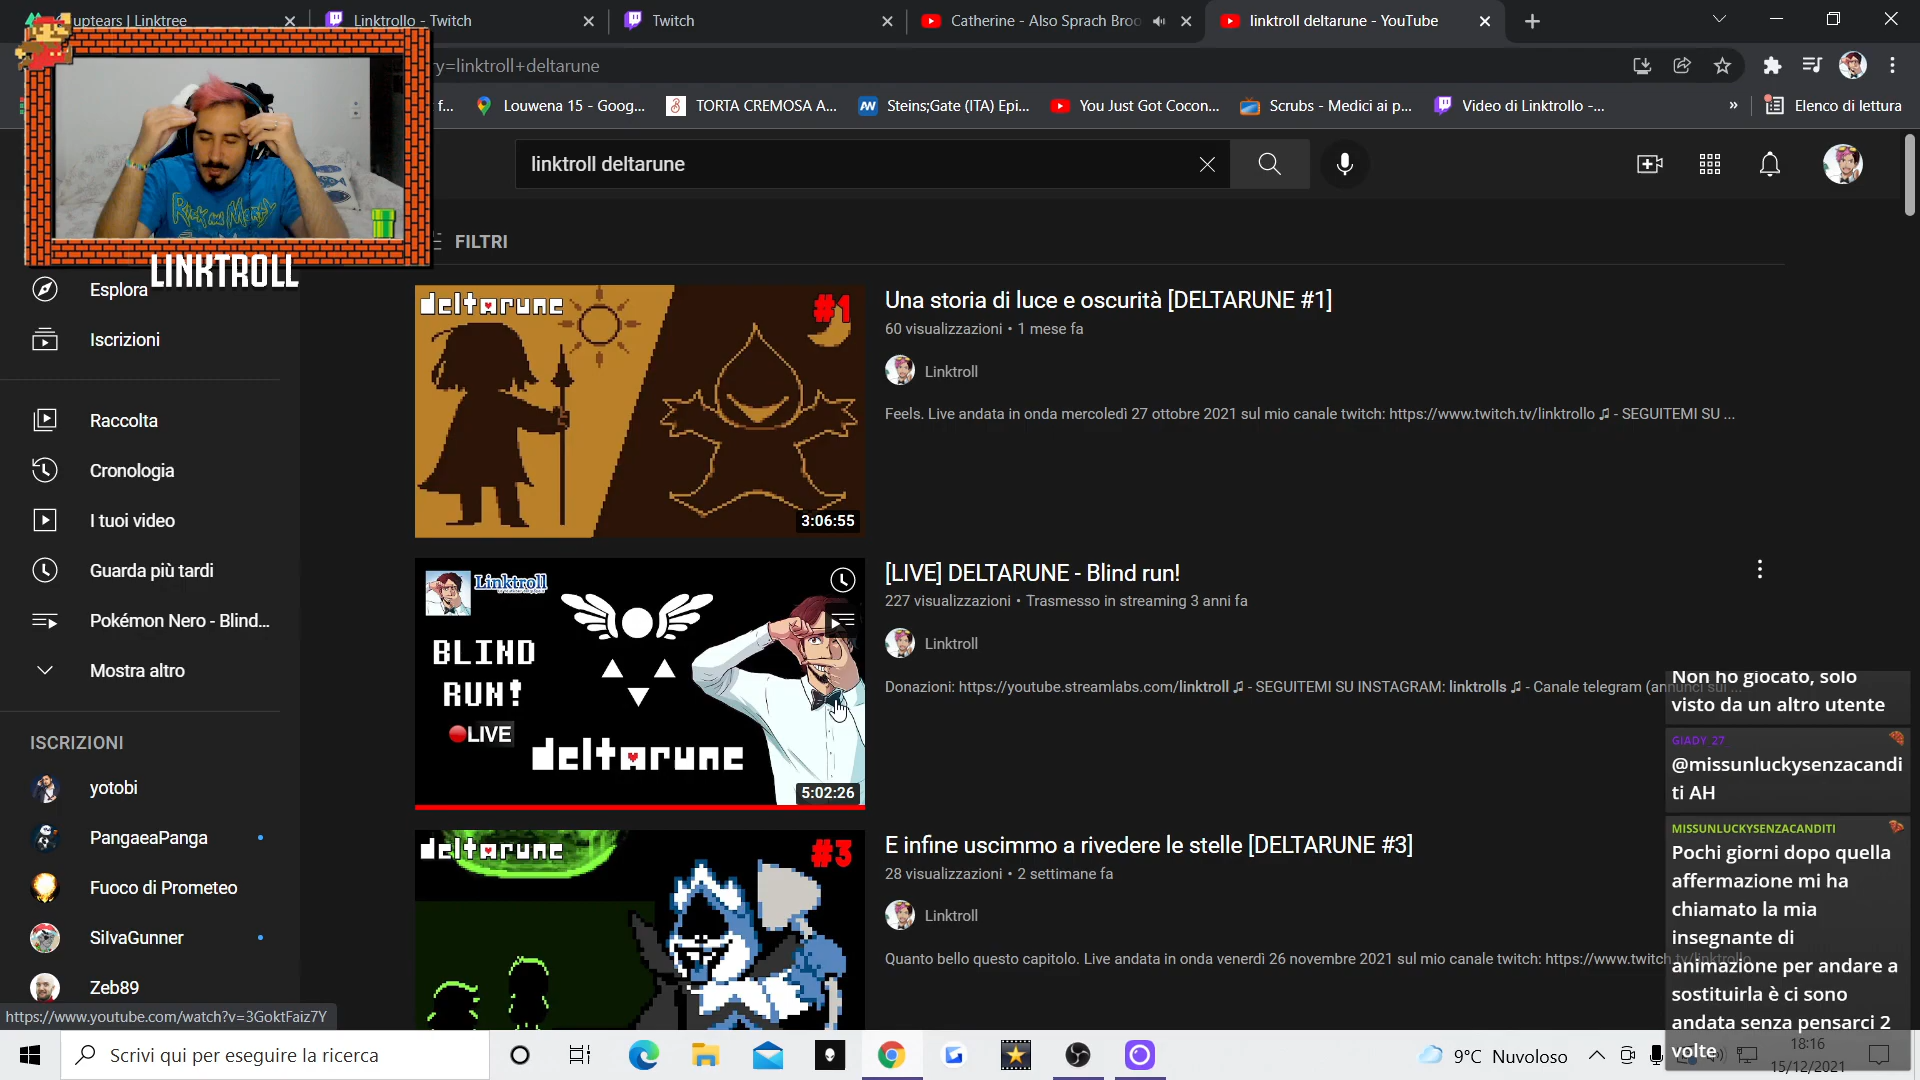 uptears | Linktree
Linktrollo - Twitch
Twitch
Catherine - Also Sprach Broo
linktroll deltarune - YouTube
y=linktroll+deltarune
f...
Louwena 15 - Goog...
TORTA CREMOSA A...
Steins;Gate (ITA) Epi...
You Just Got Cocon...
Scrubs - Medici ai p...
Video di Linktrollo -...
»
Elenco di lettura
RICK AND MORTY
LINKTROLL
linktroll deltarune
FILTRI
Esplora
Iscrizioni
Raccolta
Cronologia
I tuoi video
Guarda più tardi
Pokémon Nero - Blind...
Mostra altro
ISCRIZIONI
yotobi
PangaeaPanga
Fuoco di Prometeo
SilvaGunner
Zeb89
deltarune
#1
3:06:55
Una storia di luce e oscurità [DELTARUNE #1]
60 visualizzazioni • 1 mese fa
Linktroll
Feels. Live andata in onda mercoledì 27 ottobre 2021 sul mio canale twitch: https://www.twitch.tv/linktrollo ♫ - SEGUITEMI SU ...
Linktroll
BLIND
RUN!
LIVE
deltarune
5:02:26
[LIVE] DELTARUNE - Blind run!
227 visualizzazioni • Trasmesso in streaming 3 anni fa
Linktroll
Donazioni: https://youtube.streamlabs.com/linktroll ♫ - SEGUITEMI SU INSTAGRAM: linktrolls ♫ - Canale telegram (annunci sul ...
deltarune
#3
E infine uscimmo a rivedere le stelle [DELTARUNE #3]
28 visualizzazioni • 2 settimane fa
Linktroll
Quanto bello questo capitolo. Live andata in onda venerdì 26 novembre 2021 sul mio canale twitch: https://www.twitch.tv/linktrollo
Non ho giocato, solo
visto da un altro utente
GIADY_27
@missunluckysenzacandi
ti AH
MISSUNLUCKYSENZACANDITI
Pochi giorni dopo quella
affermazione mi ha
chiamato la mia
insegnante di
animazione per andare a
sostituirla è ci sono
andata senza pensarci 2
volte
https://www.youtube.com/watch?v=3GoktFaiz7Y
Scrivi qui per eseguire la ricerca
9°C Nuvoloso
18:16
15/12/2021